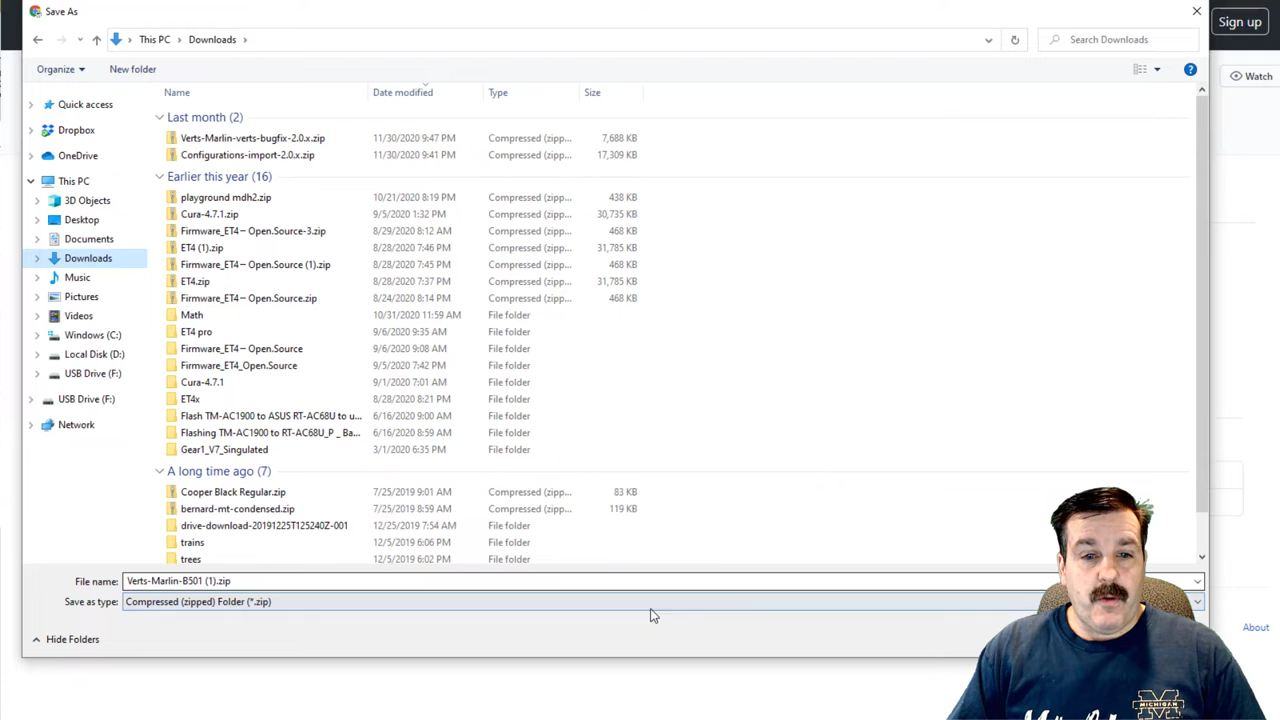 Save As
Sign up
This PC
Downloads
Search Downloads
Organize
New folder
Watch
Name
Date modified
Type
Size
Quick access
Dropbox
OneDrive
This PC
3D Objects
Desktop
Documents
Downloads
Music
Pictures
Videos
Windows (C:)
Local Disk (D:)
USB Drive (F:)
USB Drive (F:)
Network
Last month (2)
Verts-Marlin-verts-bugfix-2.0.x.zip 11/30/2020 9:47 PM Compressed (zipp... 7,688 KB
Configurations-import-2.0.x.zip 11/30/2020 9:41 PM Compressed (zipp... 17,309 KB
Earlier this year (16)
playground mdh2.zip 10/21/2020 8:19 PM Compressed (zipp... 438 KB
Cura-4.7.1.zip 9/5/2020 1:32 PM Compressed (zipp... 30,735 KB
Firmware_ET4－Open.Source-3.zip 8/29/2020 8:12 AM Compressed (zipp... 468 KB
ET4 (1).zip 8/28/2020 7:46 PM Compressed (zipp... 31,785 KB
Firmware_ET4－Open.Source (1).zip 8/28/2020 7:45 PM Compressed (zipp... 468 KB
ET4.zip 8/28/2020 7:37 PM Compressed (zipp... 31,785 KB
Firmware_ET4－Open.Source.zip 8/24/2020 8:14 PM Compressed (zipp... 468 KB
Math 10/31/2020 11:59 AM File folder
ET4 pro 9/6/2020 9:35 AM File folder
Firmware_ET4－Open.Source 9/6/2020 9:08 AM File folder
Firmware_ET4_Open.Source 9/5/2020 7:42 PM File folder
Cura-4.7.1 9/1/2020 7:01 AM File folder
ET4x 8/28/2020 8:21 PM File folder
Flash TM-AC1900 to ASUS RT-AC68U to u... 6/16/2020 9:00 AM File folder
Flashing TM-AC1900 to RT-AC68U_P _ Ba... 6/16/2020 8:59 AM File folder
Gear1_V7_Singulated 3/1/2020 6:35 PM File folder
A long time ago (7)
Cooper Black Regular.zip 7/25/2019 9:01 AM Compressed (zipp... 83 KB
bernard-mt-condensed.zip 7/25/2019 8:59 AM Compressed (zipp... 119 KB
drive-download-20191225T125240Z-001 12/25/2019 7:54 AM File folder
trains 12/5/2019 6:06 PM File folder
trees 12/5/2019 6:02 PM File folder
File name: Verts-Marlin-B501 (1).zip
Save as type: Compressed (zipped) Folder (*.zip)
Hide Folders
About
M
MICHIGAN